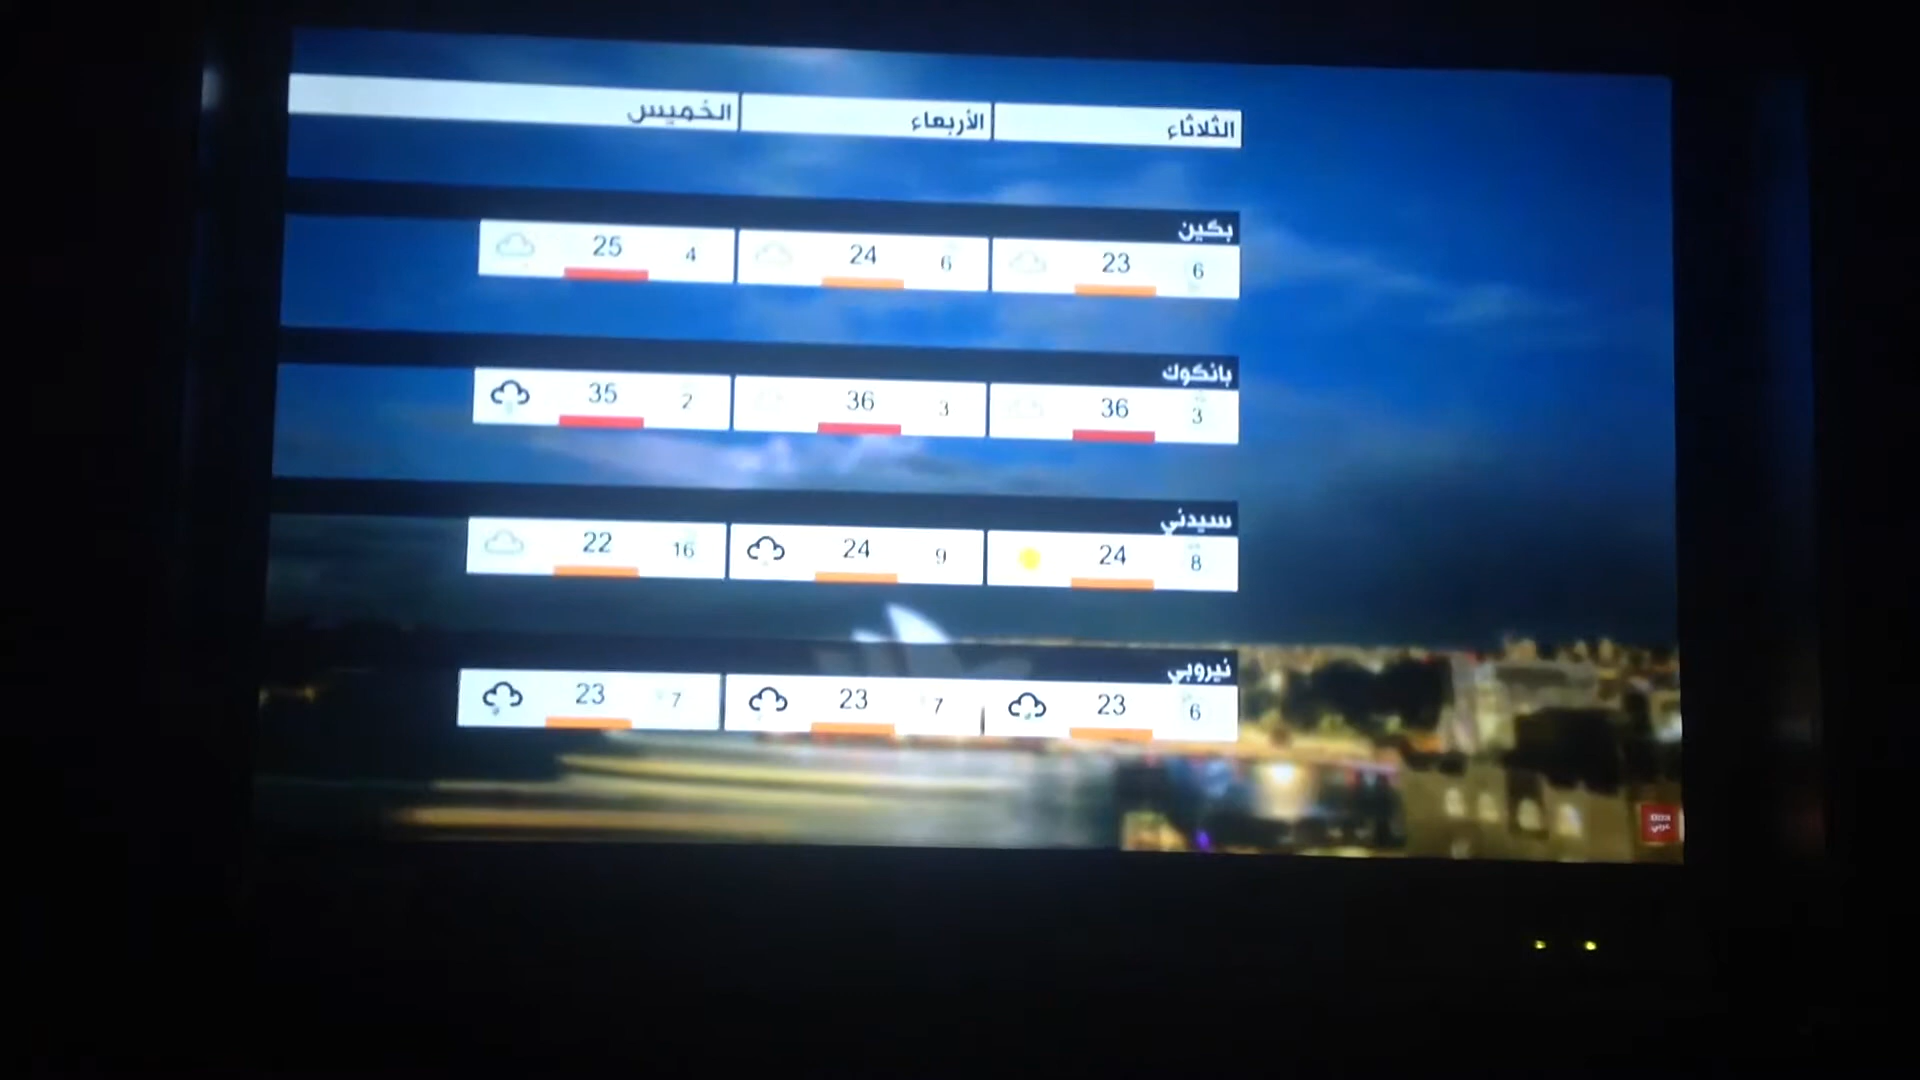 الثلاثاء الأربعاء الخميس
بكين
6 23 6 24 4 25
بانكوك
3 36 3 36 2 35
سيدني
8 24 9 24 16 22
نيروبي
6 23 7 23 7 23
عربي